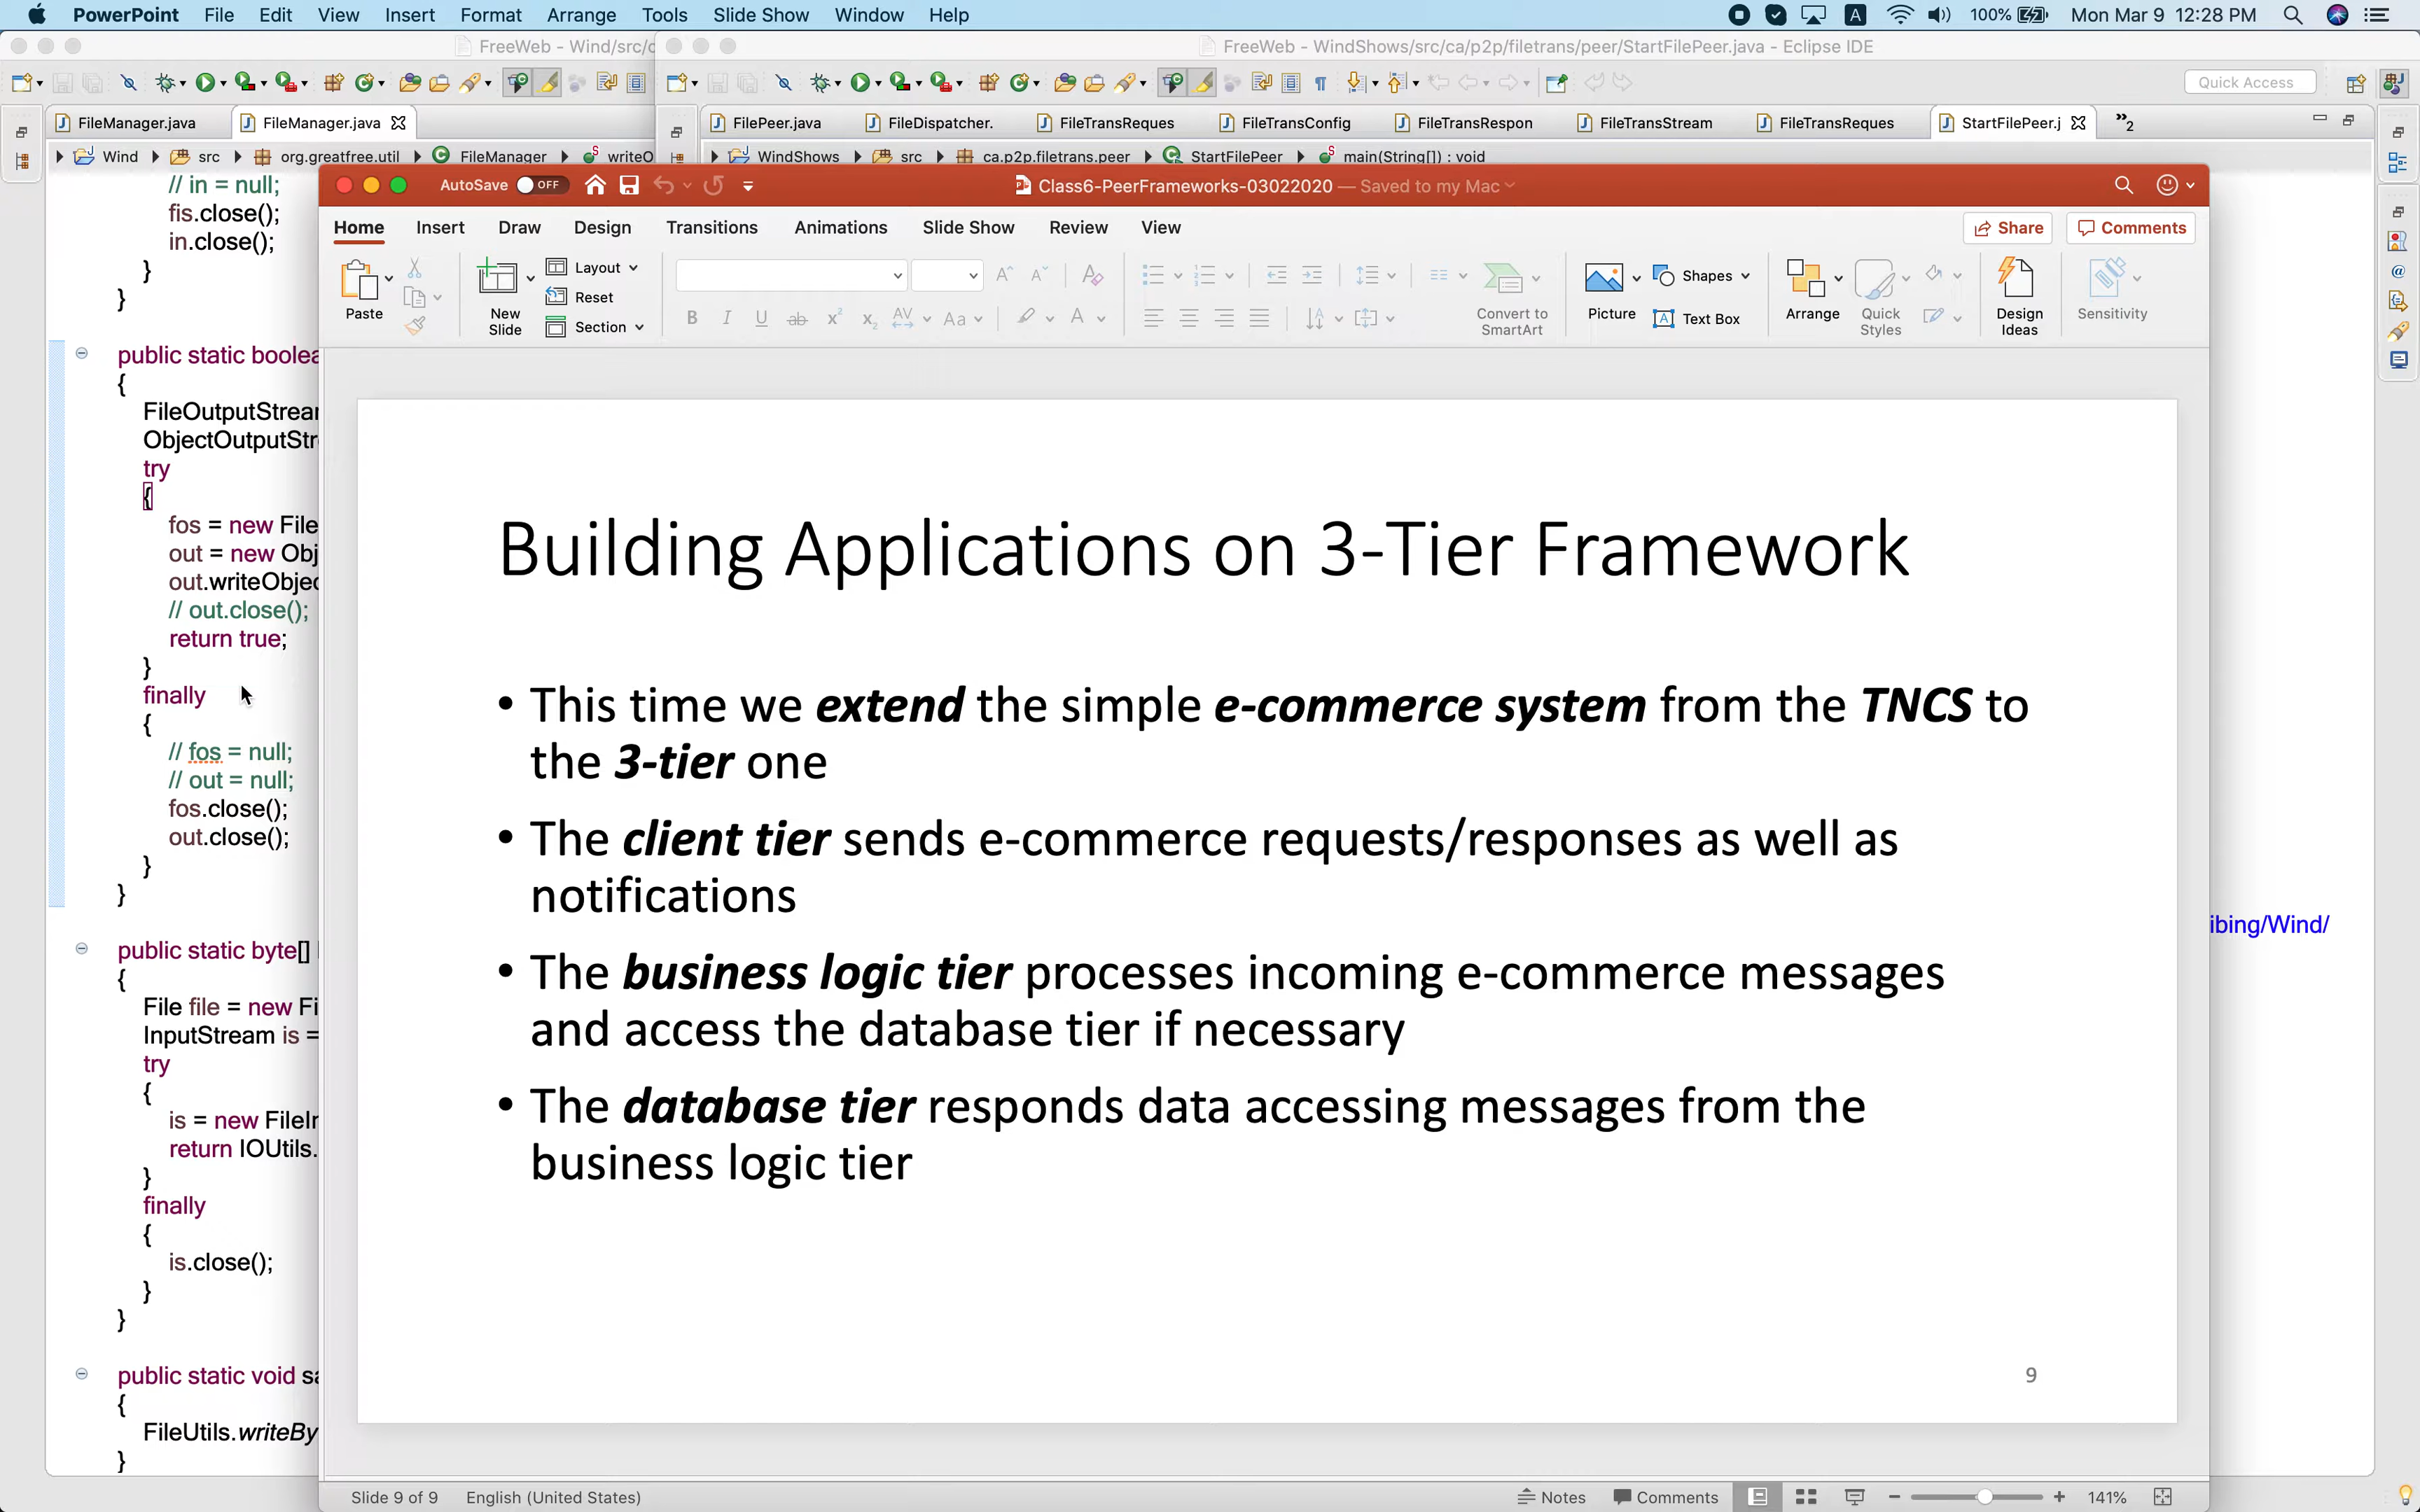 PowerPoint File Edit View Insert Format Arrange Tools Slide Show Window Help 100% Mon Mar 9 12:28 PM
FreeWeb - Wind/src/c
FreeWeb - WindShows/src/ca/p2p/filetrans/peer/StartFilePeer.java - Eclipse IDE
Quick Access
FileManager.java FileManager.java
FilePeer.java FileDispatcher. FileTransReques FileTransConfig FileTransRespon FileTransStream FileTransReques StartFilePeer.j »2
Wind src org.greatfree.util FileManager writeO
WindShows src ca.p2p.filetrans.peer StartFilePeer main(String[]) : void
// in = null;
fis.close();
in.close();
}
}
public static boolea
{
FileOutputStrea
ObjectOutputStr
try
{
fos = new File
out = new Obj
out.writeObjec
// out.close();
return true;
}
finally
{
// fos = null;
// out = null;
fos.close();
out.close();
}
}
public static byte[]
{
File file = new Fi
InputStream is =
try
{
is = new FileIn
return IOUtils.
}
finally
{
is.close();
}
}
public static void sa
{
FileUtils.writeBy
}
AutoSave OFF Class6-PeerFrameworks-03022020 — Saved to my Mac
Home Insert Draw Design Transitions Animations Slide Show Review View Share Comments
Paste
New Slide
Layout
Reset
Section
Convert to SmartArt
Picture
Shapes
Text Box
Arrange
Quick Styles
Design Ideas
Sensitivity
Building Applications on 3-Tier Framework
• This time we extend the simple e-commerce system from the TNCS to
the 3-tier one
• The client tier sends e-commerce requests/responses as well as
notifications
• The business logic tier processes incoming e-commerce messages
and access the database tier if necessary
• The database tier responds data accessing messages from the
business logic tier
9
ibing/Wind/
Slide 9 of 9 English (United States) Notes Comments 141%